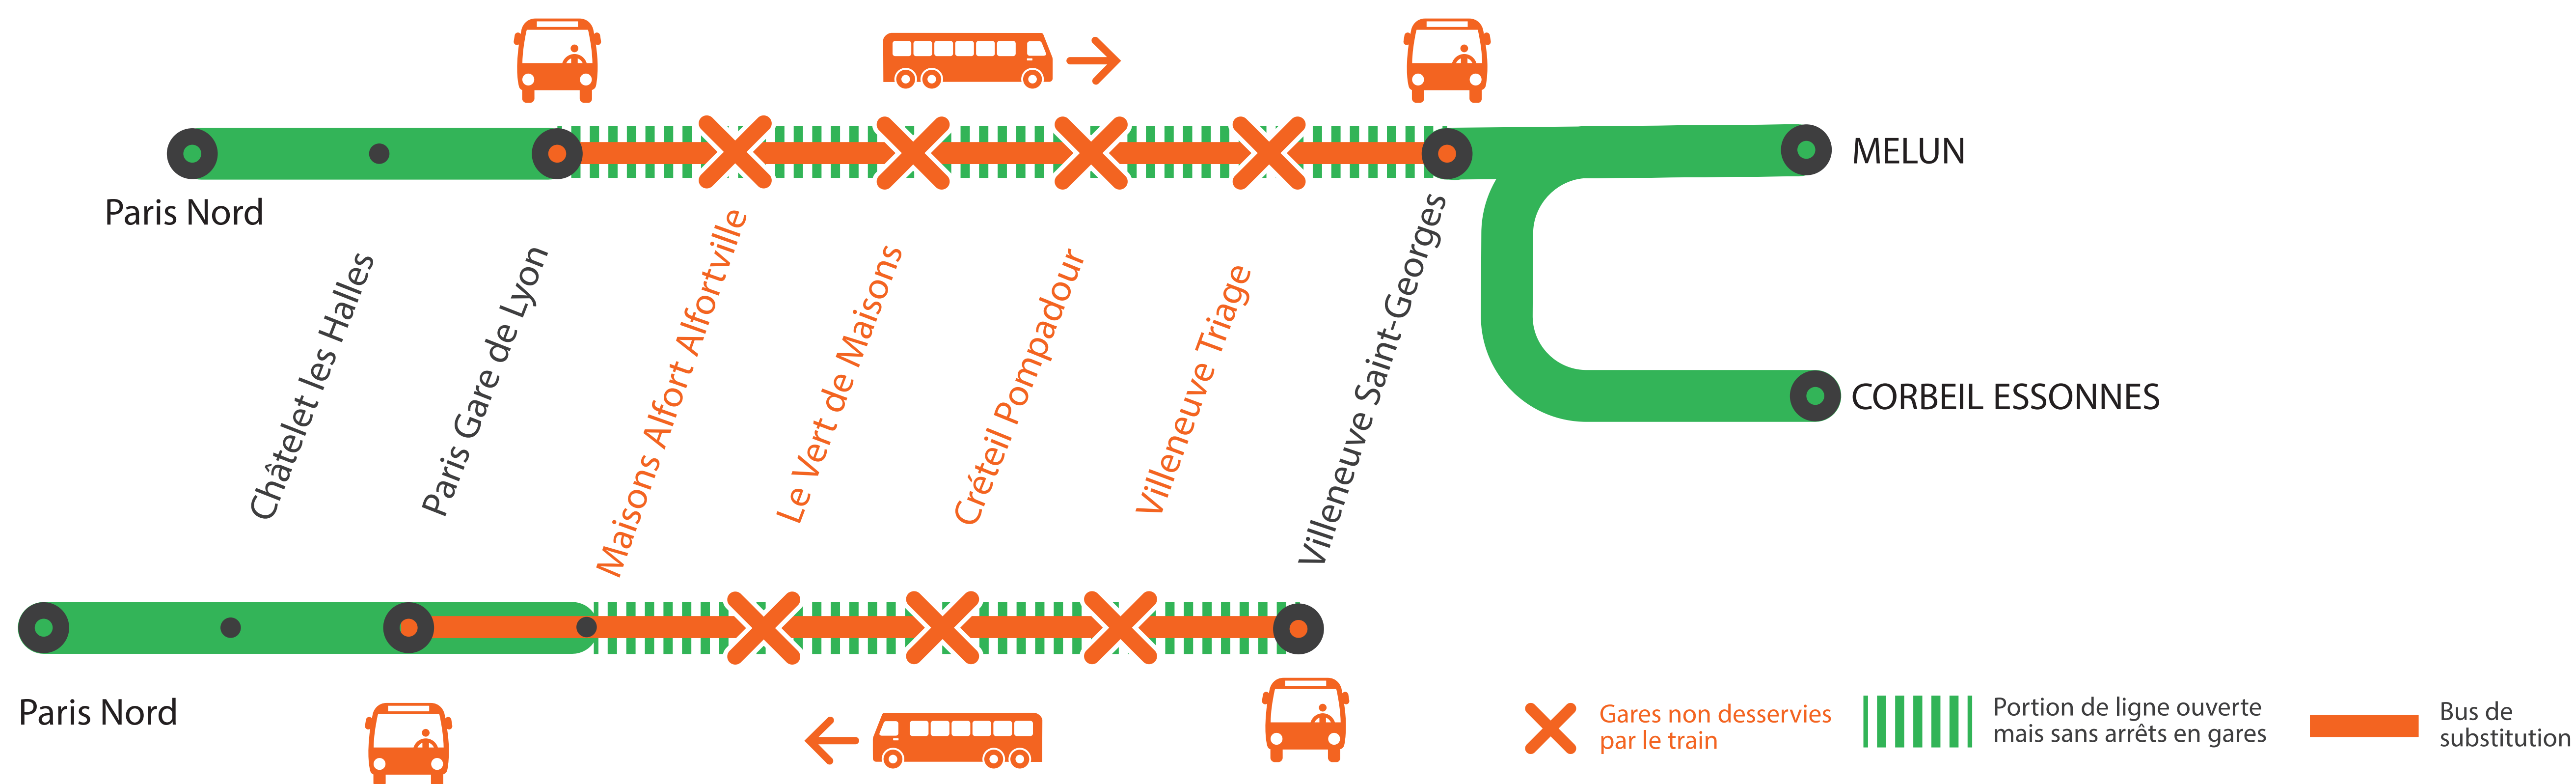 MELUN
Paris Nord
Châtelet les Halles
Paris Gare de Lyon
Maisons Alfort Alfortville
Le Vert de Maisons
Créteil Pompadour
Villeneuve Triage
Villeneuve Saint-Georges
CORBEIL ESSONNES
Paris Nord
Gares non desservies
par le train
Portion de ligne ouverte
mais sans arrêts en gares
Bus de
substitution